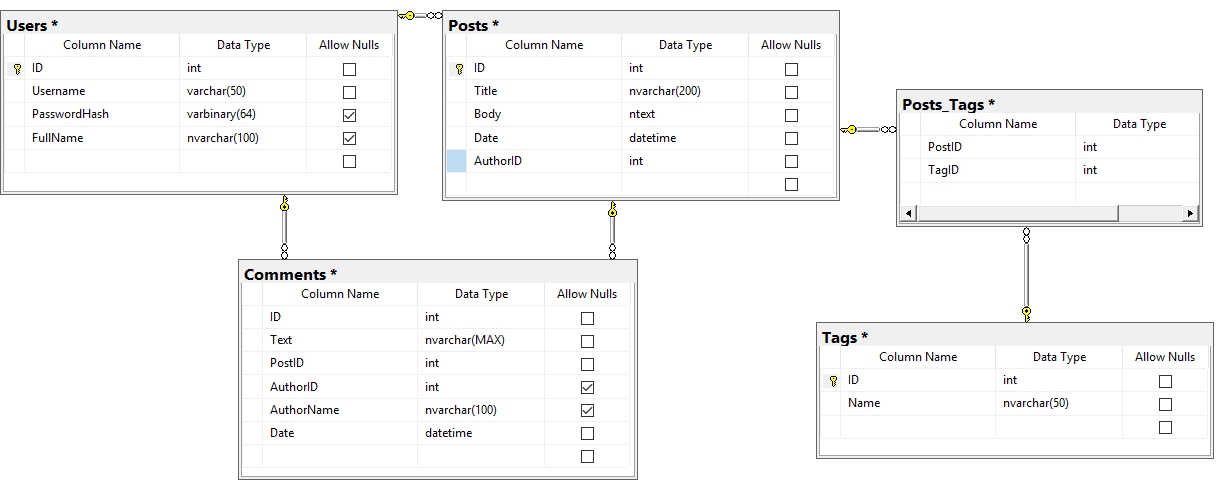 Users *
Column Name Data Type Allow Nulls
ID int
Username varchar(50)
PasswordHash varbinary(64)
FullName nvarchar(100)
Posts *
Column Name Data Type Allow Nulls
ID int
Title nvarchar(200)
Body ntext
Date datetime
AuthorID int
Posts_Tags *
Column Name Data Type
PostID int
TagID int
Comments *
Column Name Data Type Allow Nulls
ID int
Text nvarchar(MAX)
PostID int
AuthorID int
AuthorName nvarchar(100)
Date datetime
Tags *
Column Name Data Type Allow Nulls
ID int
Name nvarchar(50)